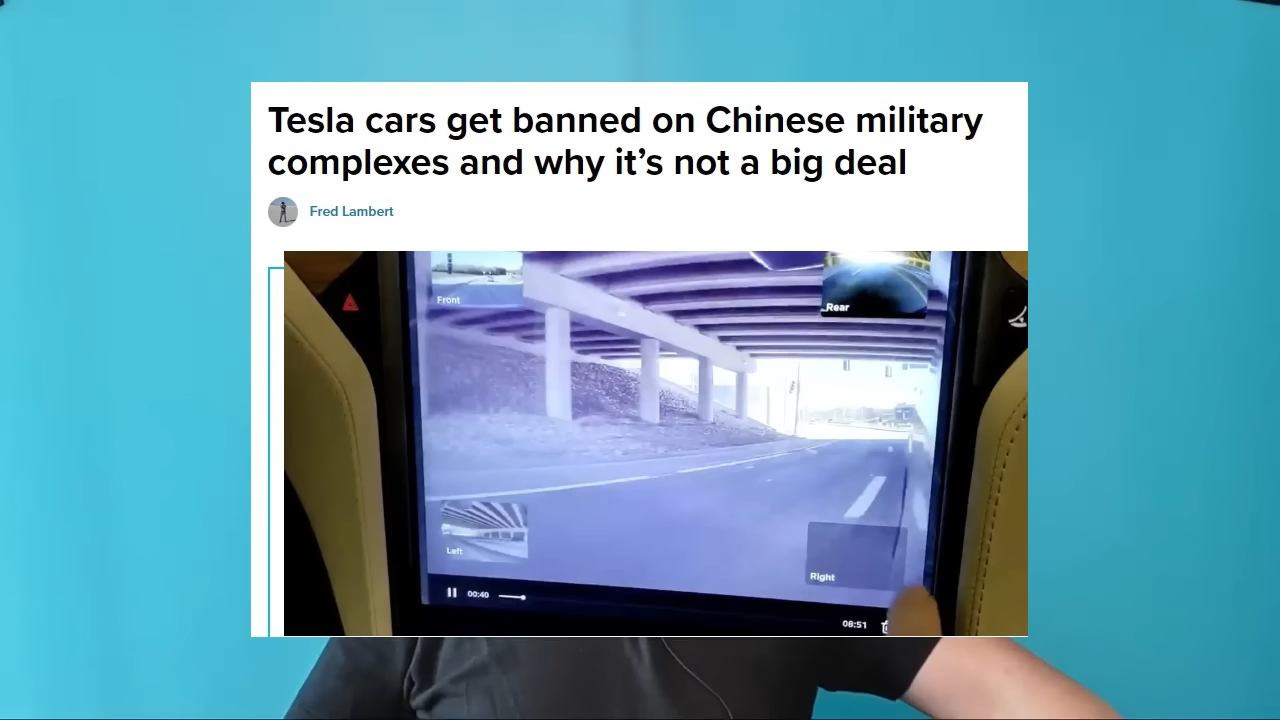 Tesla cars get banned on Chinese military
complexes and why it's not a big deal
Fred Lambert
Front
Rear
Left
Right
00:40
08:51